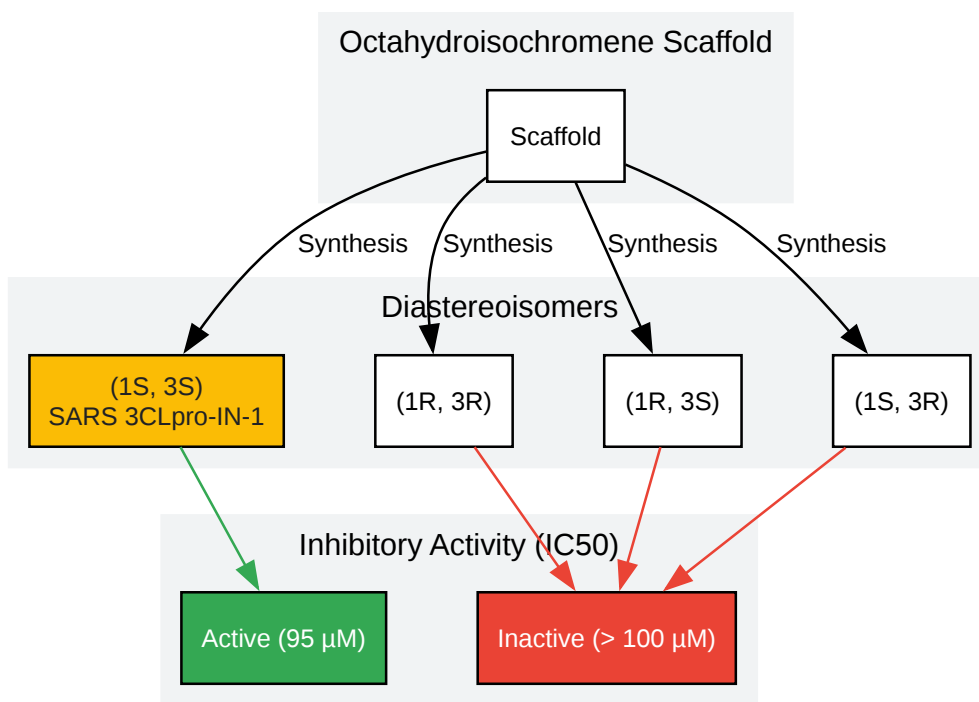 Octahydroisochromene Scaffold
Scaffold
Synthesis
Synthesis
Synthesis
Synthesis
Diastereoisomers
(1S, 3S)
SARS 3CLpro-IN-1
(1R, 3R)
(1R, 3S)
(1S, 3R)
Inhibitory Activity (IC50)
Active (95 µM)
Inactive (> 100 µM)